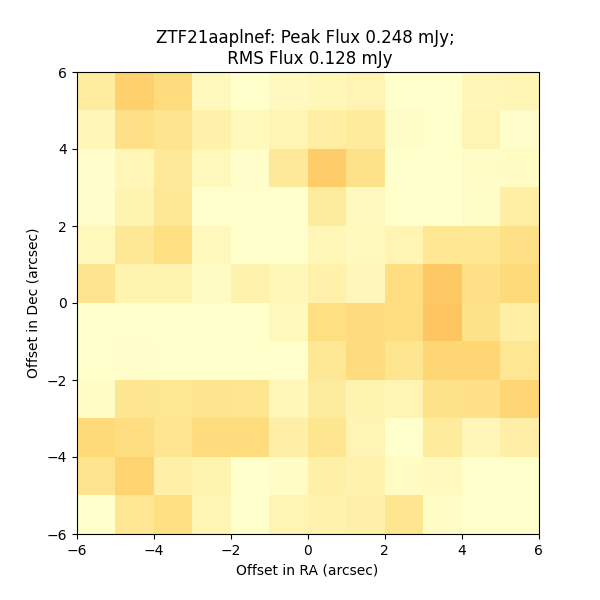 ZTF21aaplnef: Peak Flux 0.248 mJy;
RMS Flux 0.128 mJy
6
4
2
0
−2
−4
−6
Offset in Dec (arcsec)
−6 −4 −2 0 2 4 6
Offset in RA (arcsec)